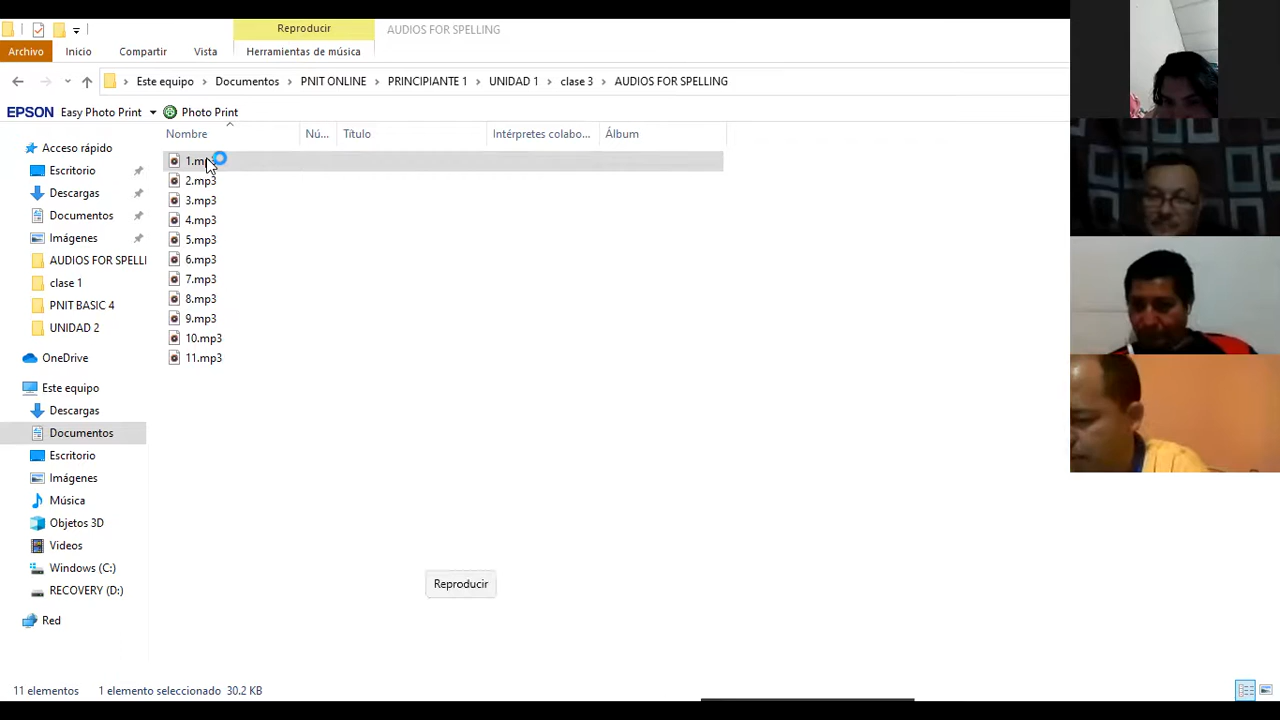 Reproducir
AUDIOS FOR SPELLING
Archivo
Inicio
Compartir
Vista
Herramientas de música
Este equipo
Documentos
PNIT ONLINE
PRINCIPIANTE 1
UNIDAD 1
clase 3
AUDIOS FOR SPELLING
EPSON
Easy Photo Print
Photo Print
Nombre
Nú...
Título
Intérpretes colabo...
Álbum
Acceso rápido
Escritorio
Descargas
Documentos
Imágenes
AUDIOS FOR SPELLI
clase 1
PNIT BASIC 4
UNIDAD 2
OneDrive
Este equipo
Descargas
Documentos
Escritorio
Imágenes
Música
Objetos 3D
Videos
Windows (C:)
RECOVERY (D:)
Red
2.mp3
3.mp3
4.mp3
5.mp3
6.mp3
7.mp3
8.mp3
9.mp3
10.mp3
11.mp3
Reproducir
11 elementos
1 elemento seleccionado 30.2 KB